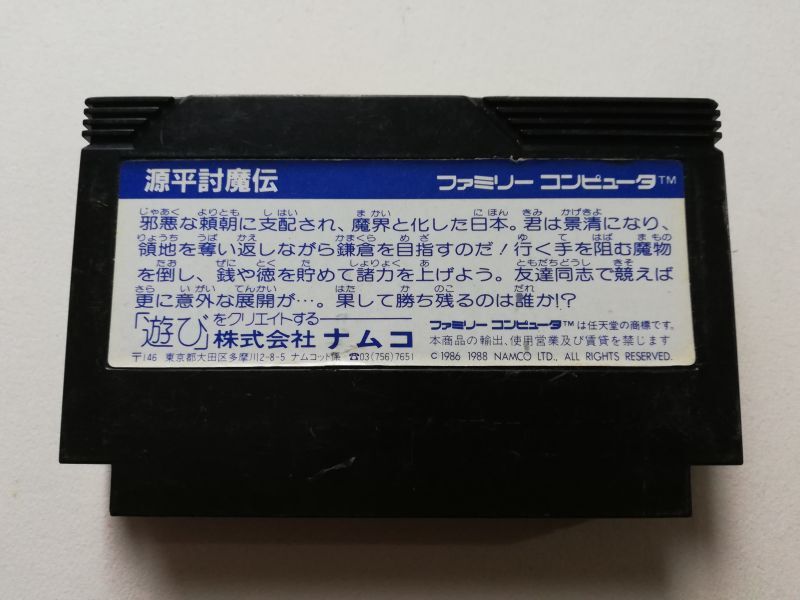 源平討魔伝 ファミリー コンピュータ™
邪悪な頼朝に支配され、魔界と化した日本。君は景清になり、
領地を奪い返しながら鎌倉を目指すのだ！行く手を阻む魔物
を倒し、銭や徳を貯めて諸力を上げよう。友達同志で競えば
更に意外な展開が…。果して勝ち残るのは誰か!?
「遊び」をクリエイトする
株式会社 ナムコ
〒146 東京都大田区多摩川2-8-5 ナムコット係 ☎03(756)7651
ファミリー コンピュータ™は任天堂の商標です。
本商品の輸出、使用営業及び賃貸を禁じます
©1986 1988 NAMCO LTD., ALL RIGHTS RESERVED.